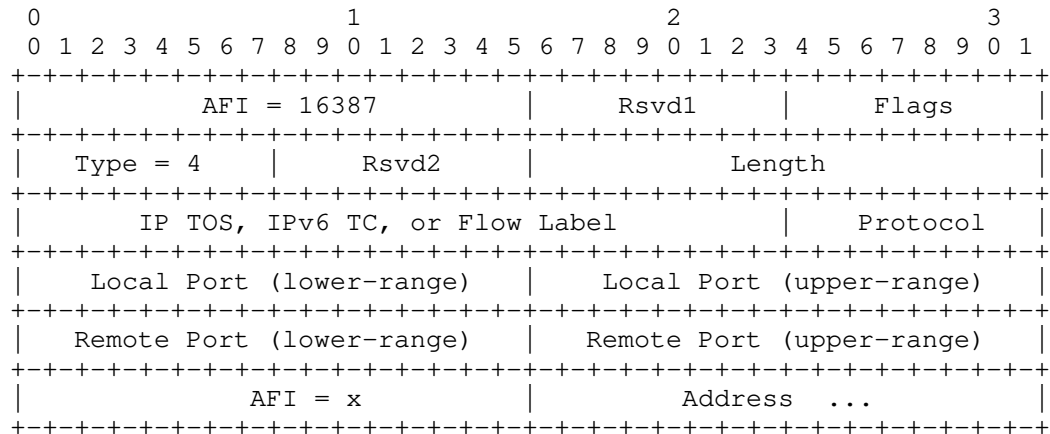 0                   1                   2                   3
 0 1 2 3 4 5 6 7 8 9 0 1 2 3 4 5 6 7 8 9 0 1 2 3 4 5 6 7 8 9 0 1
+-+-+-+-+-+-+-+-+-+-+-+-+-+-+-+-+-+-+-+-+-+-+-+-+-+-+-+-+-+-+-+-+
|           AFI = 16387           |     Rsvd1     |     Flags     |
+-+-+-+-+-+-+-+-+-+-+-+-+-+-+-+-+-+-+-+-+-+-+-+-+-+-+-+-+-+-+-+-+
|   Type = 4    |     Rsvd2     |            Length             |
+-+-+-+-+-+-+-+-+-+-+-+-+-+-+-+-+-+-+-+-+-+-+-+-+-+-+-+-+-+-+-+-+
|       IP TOS, IPv6 TC, or Flow Label          |    Protocol   |
+-+-+-+-+-+-+-+-+-+-+-+-+-+-+-+-+-+-+-+-+-+-+-+-+-+-+-+-+-+-+-+-+
|    Local Port (lower-range)   |    Local Port (upper-range)   |
+-+-+-+-+-+-+-+-+-+-+-+-+-+-+-+-+-+-+-+-+-+-+-+-+-+-+-+-+-+-+-+-+
|   Remote Port (lower-range)   |   Remote Port (upper-range)   |
+-+-+-+-+-+-+-+-+-+-+-+-+-+-+-+-+-+-+-+-+-+-+-+-+-+-+-+-+-+-+-+-+
|              AFI = x          |         Address  ...          |
+-+-+-+-+-+-+-+-+-+-+-+-+-+-+-+-+-+-+-+-+-+-+-+-+-+-+-+-+-+-+-+-+